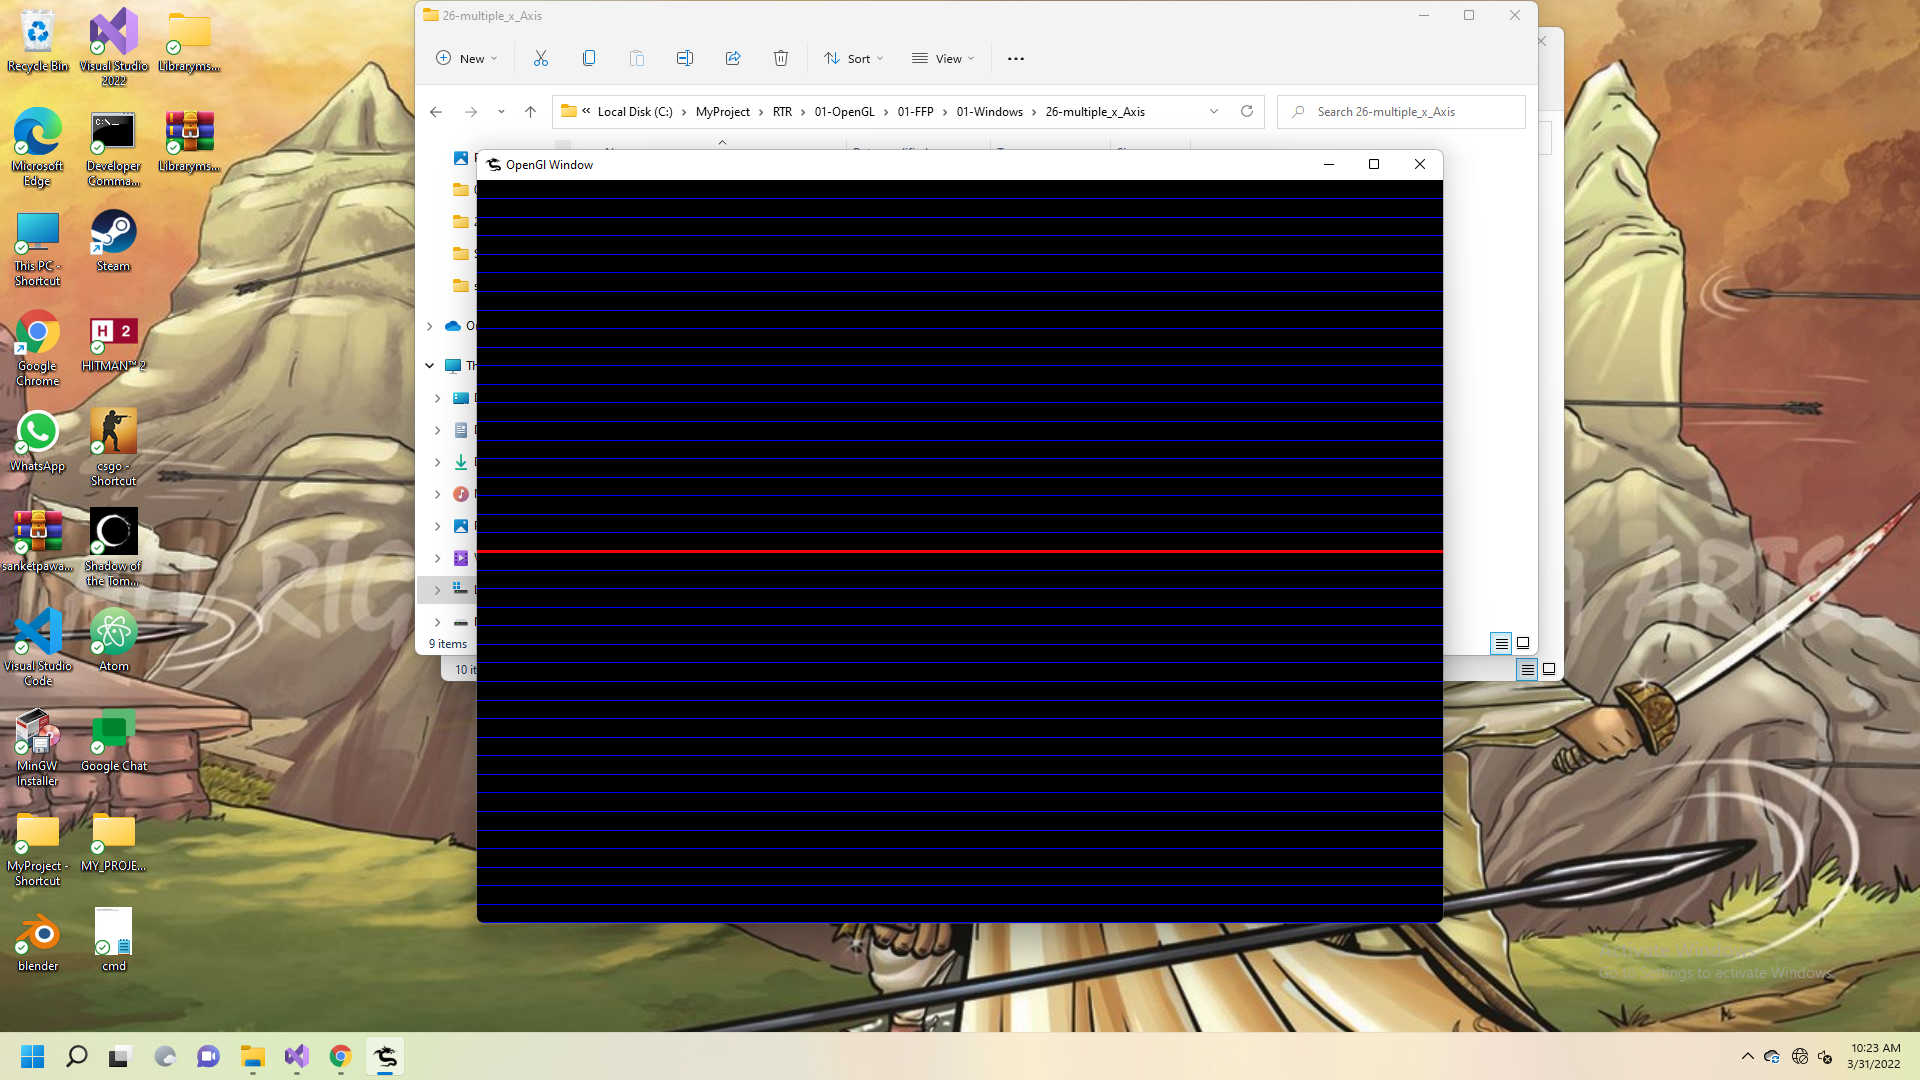 Recycle Bin
Visual Studio
2022
Libraryms...
Microsoft
Edge
Developer
Comma...
Libraryms...
This PC -
Shortcut
Steam
Google
Chrome
HITMAN™ 2
WhatsApp
csgo -
Shortcut
sanketpawa...
Shadow of
the Tom...
Visual Studio
Code
Atom
MinGW
Installer
Google Chat
MyProject -
Shortcut
MY_PROJE...
blender
cmd
26-multiple_x_Axis
New
Sort
View
Local Disk (C:) > MyProject > RTR > 01-OpenGL > 01-FFP > 01-Windows > 26-multiple_x_Axis
Search 26-multiple_x_Axis
OpenGl Window
9 items
Activate Windows
Go to Settings to activate Windows.
10:23 AM
3/31/2022